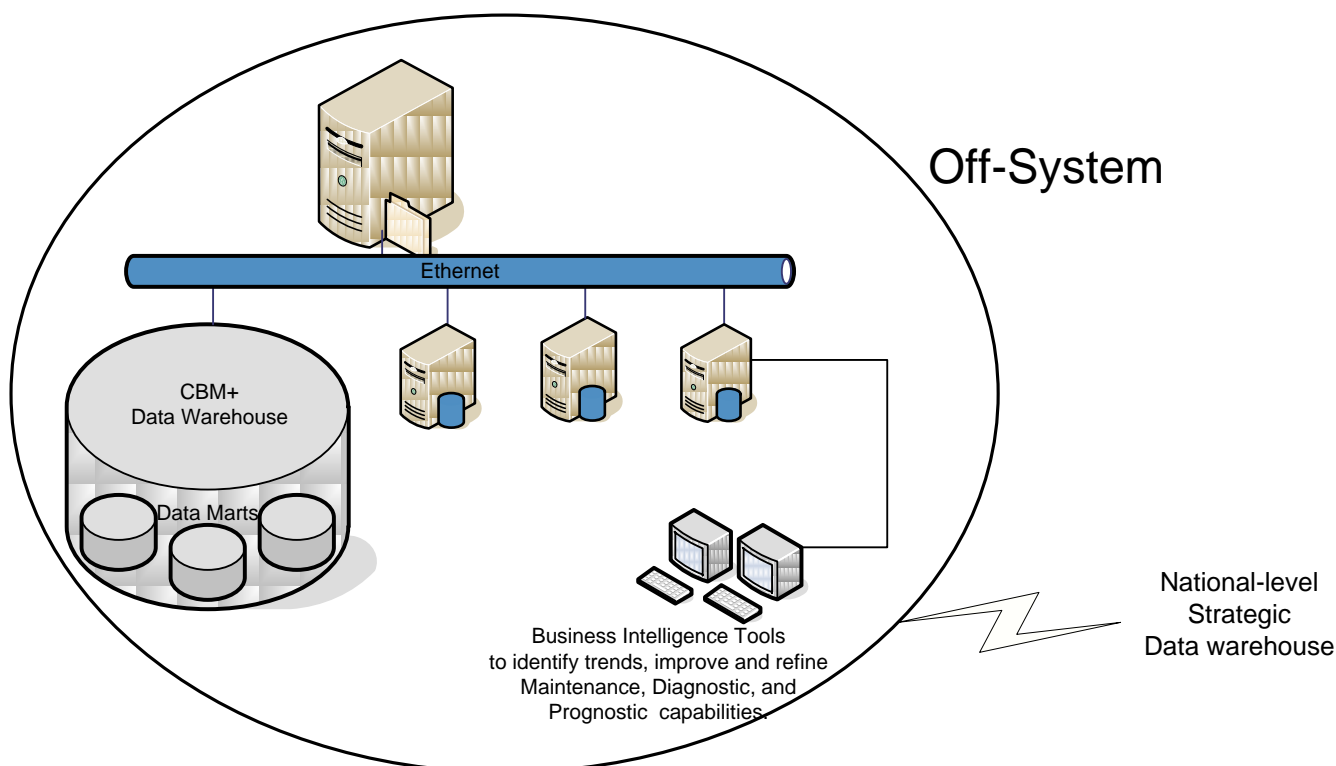 Off-System
Ethernet
CBM+
Data Warehouse
Data Marts
Business Intelligence Tools
to identify trends, improve and refine
Maintenance, Diagnostic, and
Prognostic capabilities.
National-level
Strategic
Data warehouse